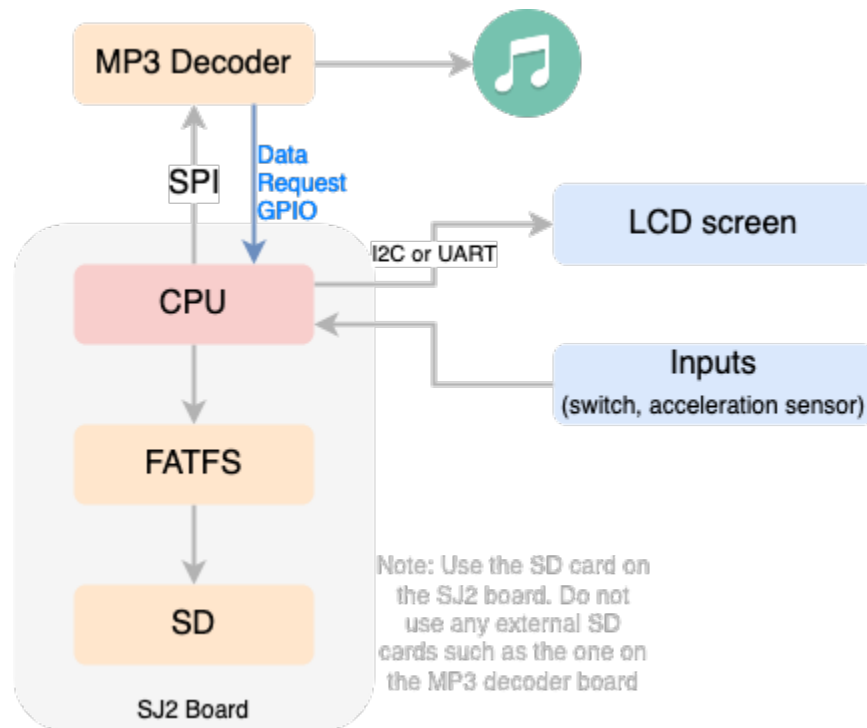 MP3 Decoder
SPI
Data
Request
GPIO
LCD screen
I2C or UART
CPU
Inputs
(switch, acceleration sensor)
FATFS
SD
Note: Use the SD card on
the SJ2 board. Do not
use any external SD
cards such as the one on
the MP3 decoder board
SJ2 Board